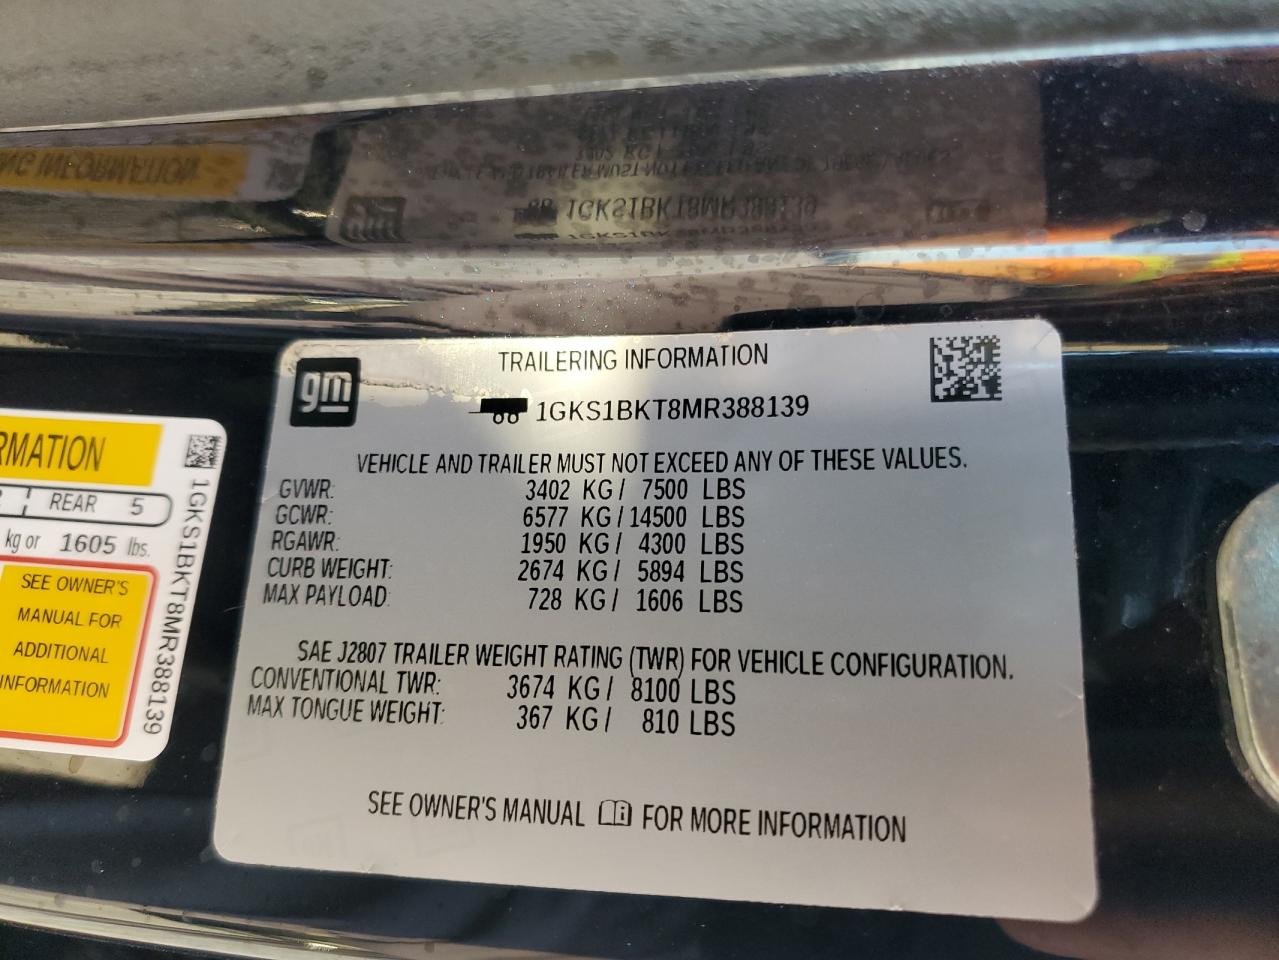 gm
TRAILERING INFORMATION
1GKS1BKT8MR388139
VEHICLE AND TRAILER MUST NOT EXCEED ANY OF THESE VALUES.
GVWR: 3402 KG/ 7500 LBS
GCWR: 6577 KG/14500 LBS
RGAWR: 1950 KG/ 4300 LBS
CURB WEIGHT: 2674 KG/ 5894 LBS
MAX PAYLOAD: 728 KG/ 1606 LBS
SAE J2807 TRAILER WEIGHT RATING (TWR) FOR VEHICLE CONFIGURATION.
CONVENTIONAL TWR: 3674 KG/ 8100 LBS
MAX TONGUE WEIGHT: 367 KG/ 810 LBS
SEE OWNER'S MANUAL FOR MORE INFORMATION
RMATION
REAR 5
kg or 1605 lbs.
SEE OWNER'S
MANUAL FOR
ADDITIONAL
INFORMATION
1GKS1BKT8MR388139